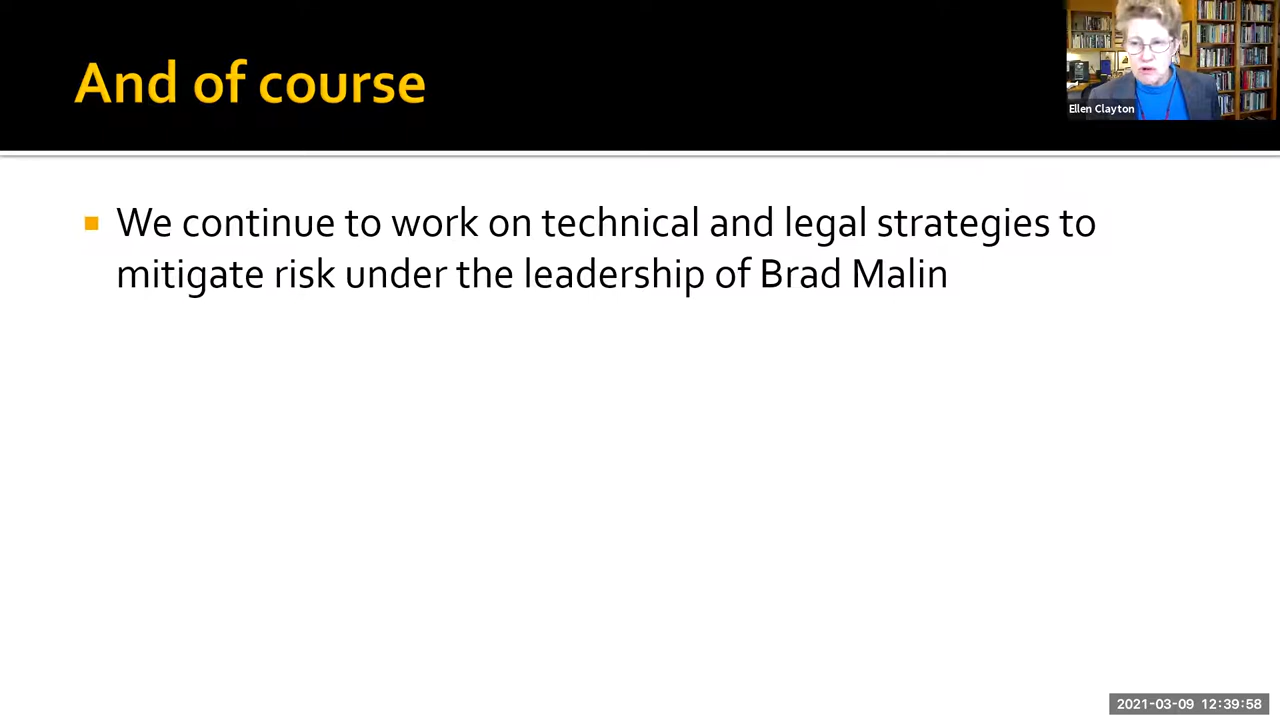 And of course
Ellen Clayton
We continue to work on technical and legal strategies to
mitigate risk under the leadership of Brad Malin
2021-03-09 12:39:58